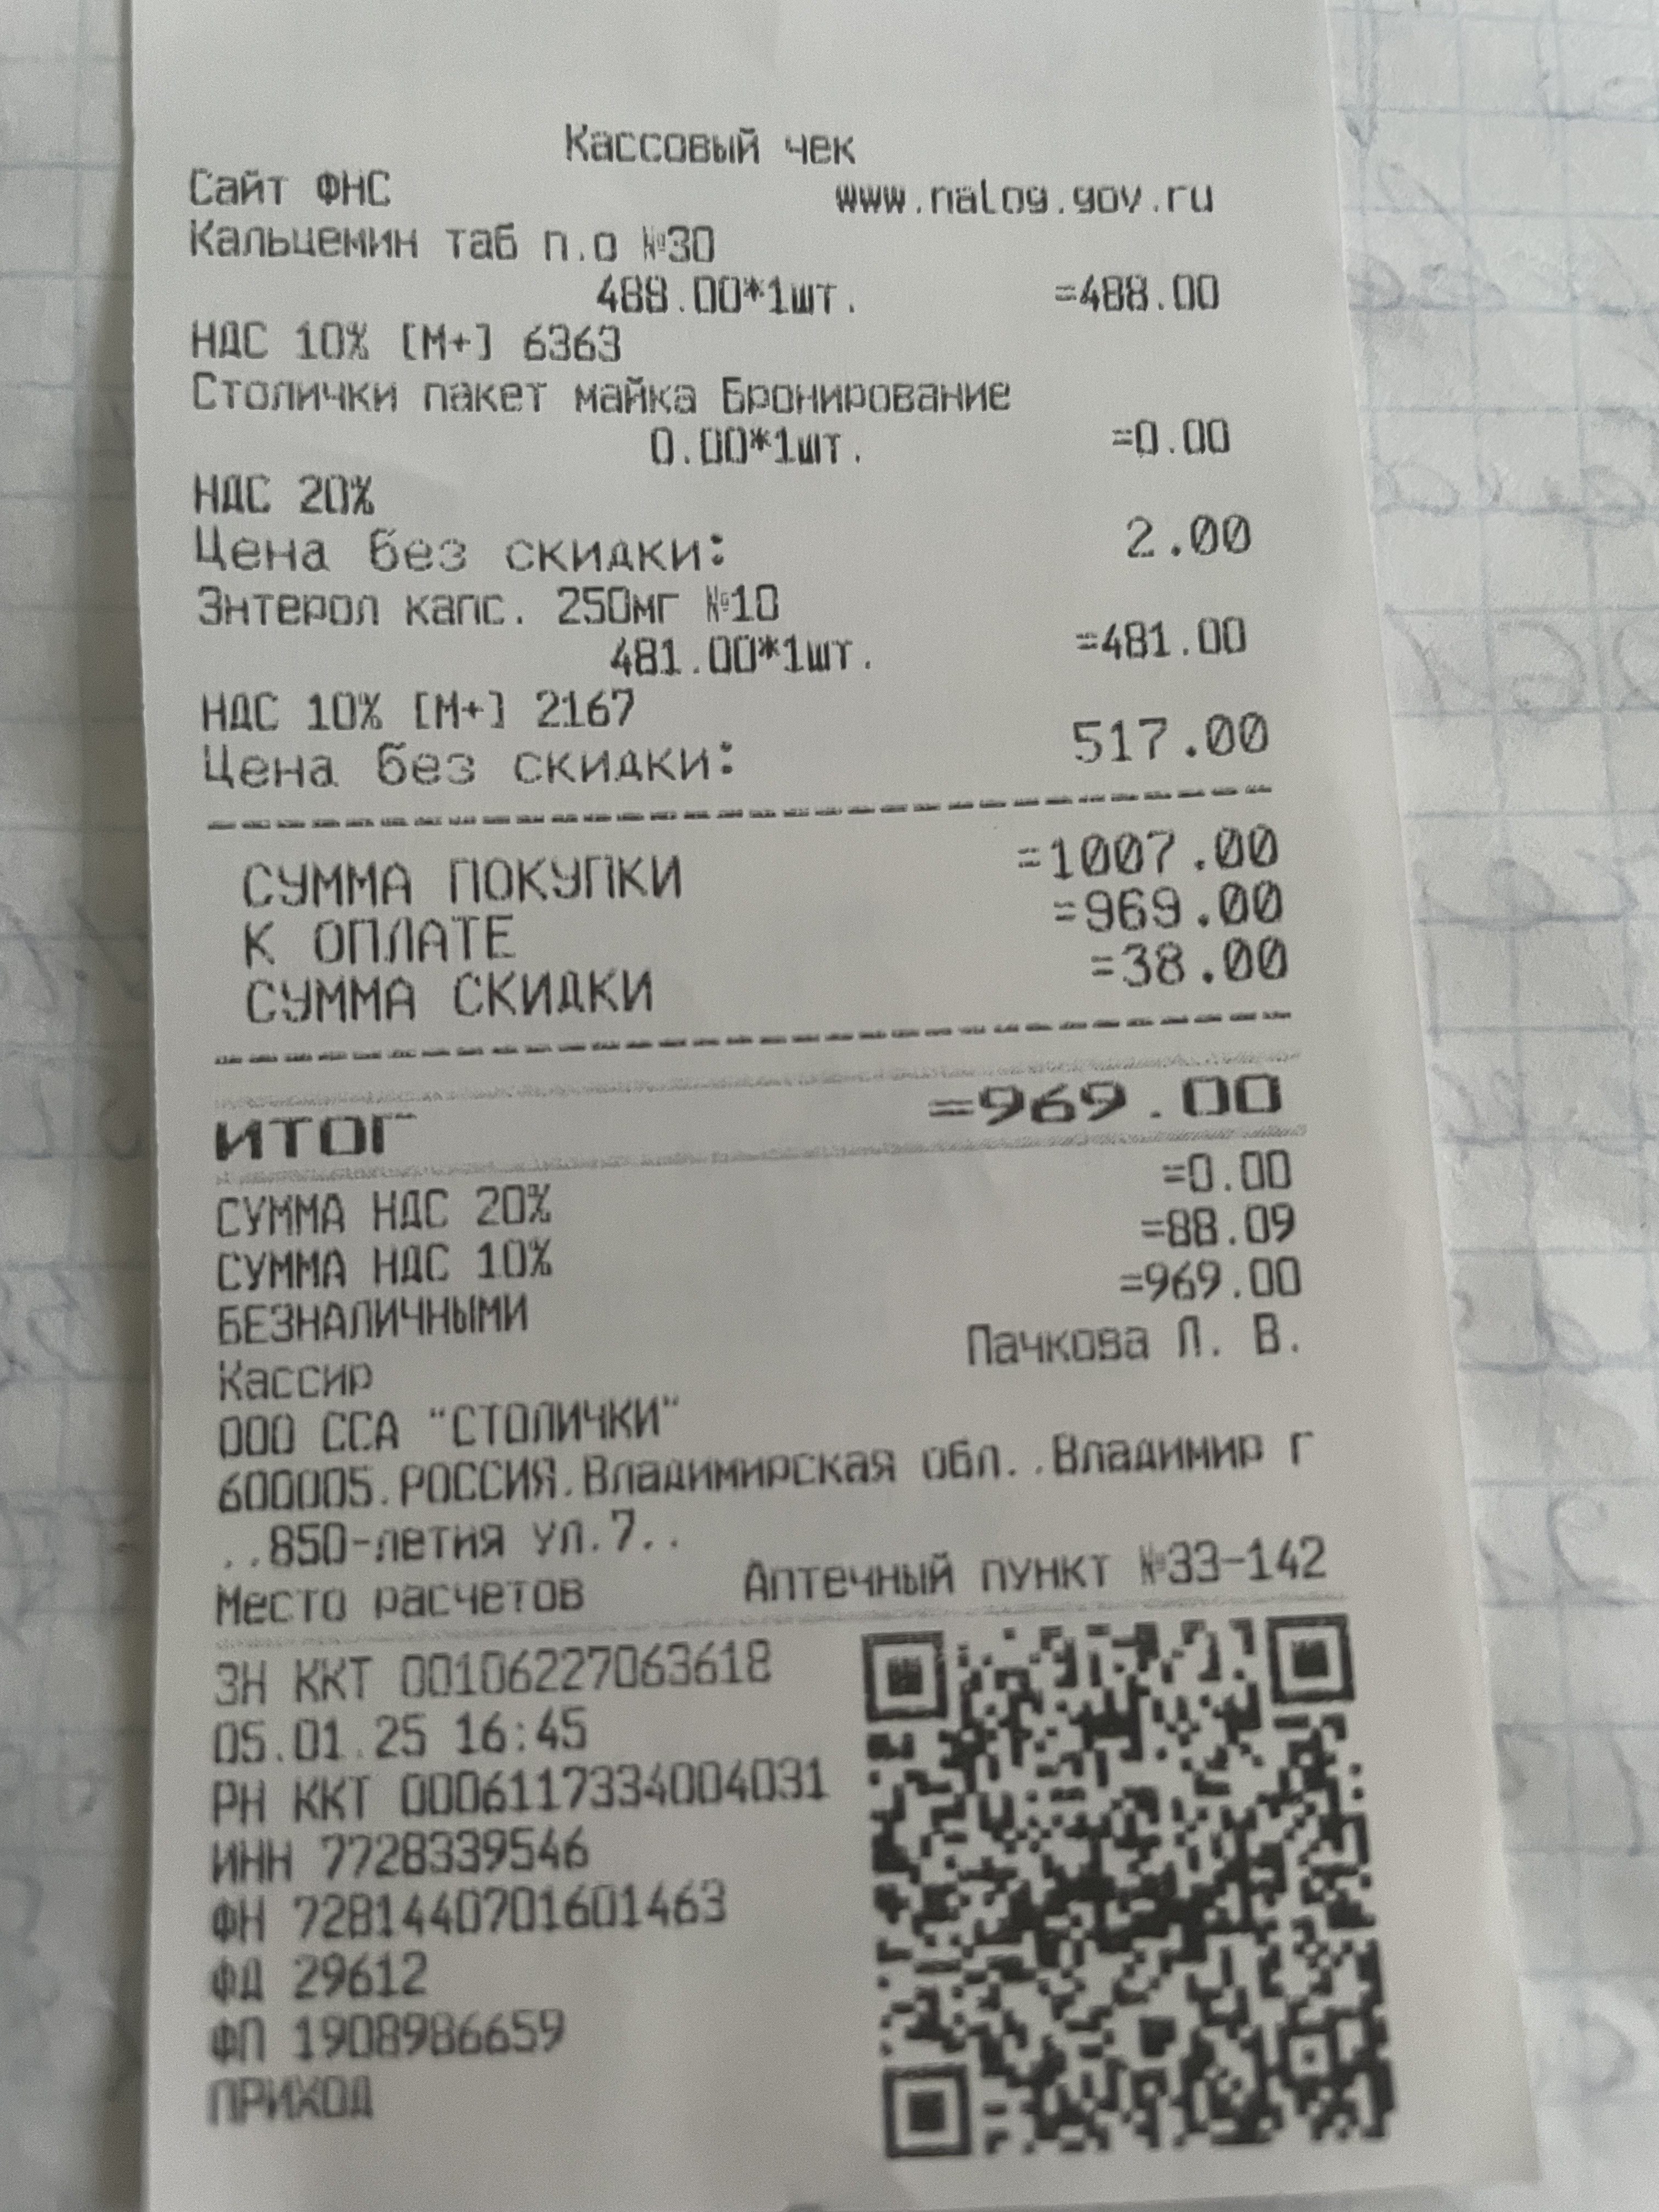 Кассовый чек
Сайт ФНС www.nalog.gov.ru
Кальцемин таб п.о №30
488.00*1шт. =488.00
НДС 10% [М+] 6363
Столички пакет майка Бронирование
0.00*1шт. =0.00
НДС 20%
Цена без скидки: 2.00
Энтерол капс. 250мг №10
481.00*1шт. =481.00
НДС 10% [М+] 2167
Цена без скидки: 517.00
СУММА ПОКУПКИ =1007.00
К ОПЛАТЕ =969.00
СУММА СКИДКИ =38.00
ИТОГ =969.00
СУММА НДС 20% =0.00
СУММА НДС 10% =88.09
БЕЗНАЛИЧНЫМИ =969.00
Кассир Пачкова Л. В.
ООО ССА "СТОЛИЧКИ"
600005.РОССИЯ.Владимирская обл. .Владимир г
..850-летия ул.7..
Место расчетов Аптечный пункт №33-142
ЗН ККТ 00106227063618
05.01.25 16:45
РН ККТ 0006117334004031
ИНН 7728339546
ФН 7281440701601463
ФД 29612
ФП 1908986659
ПРИХОД